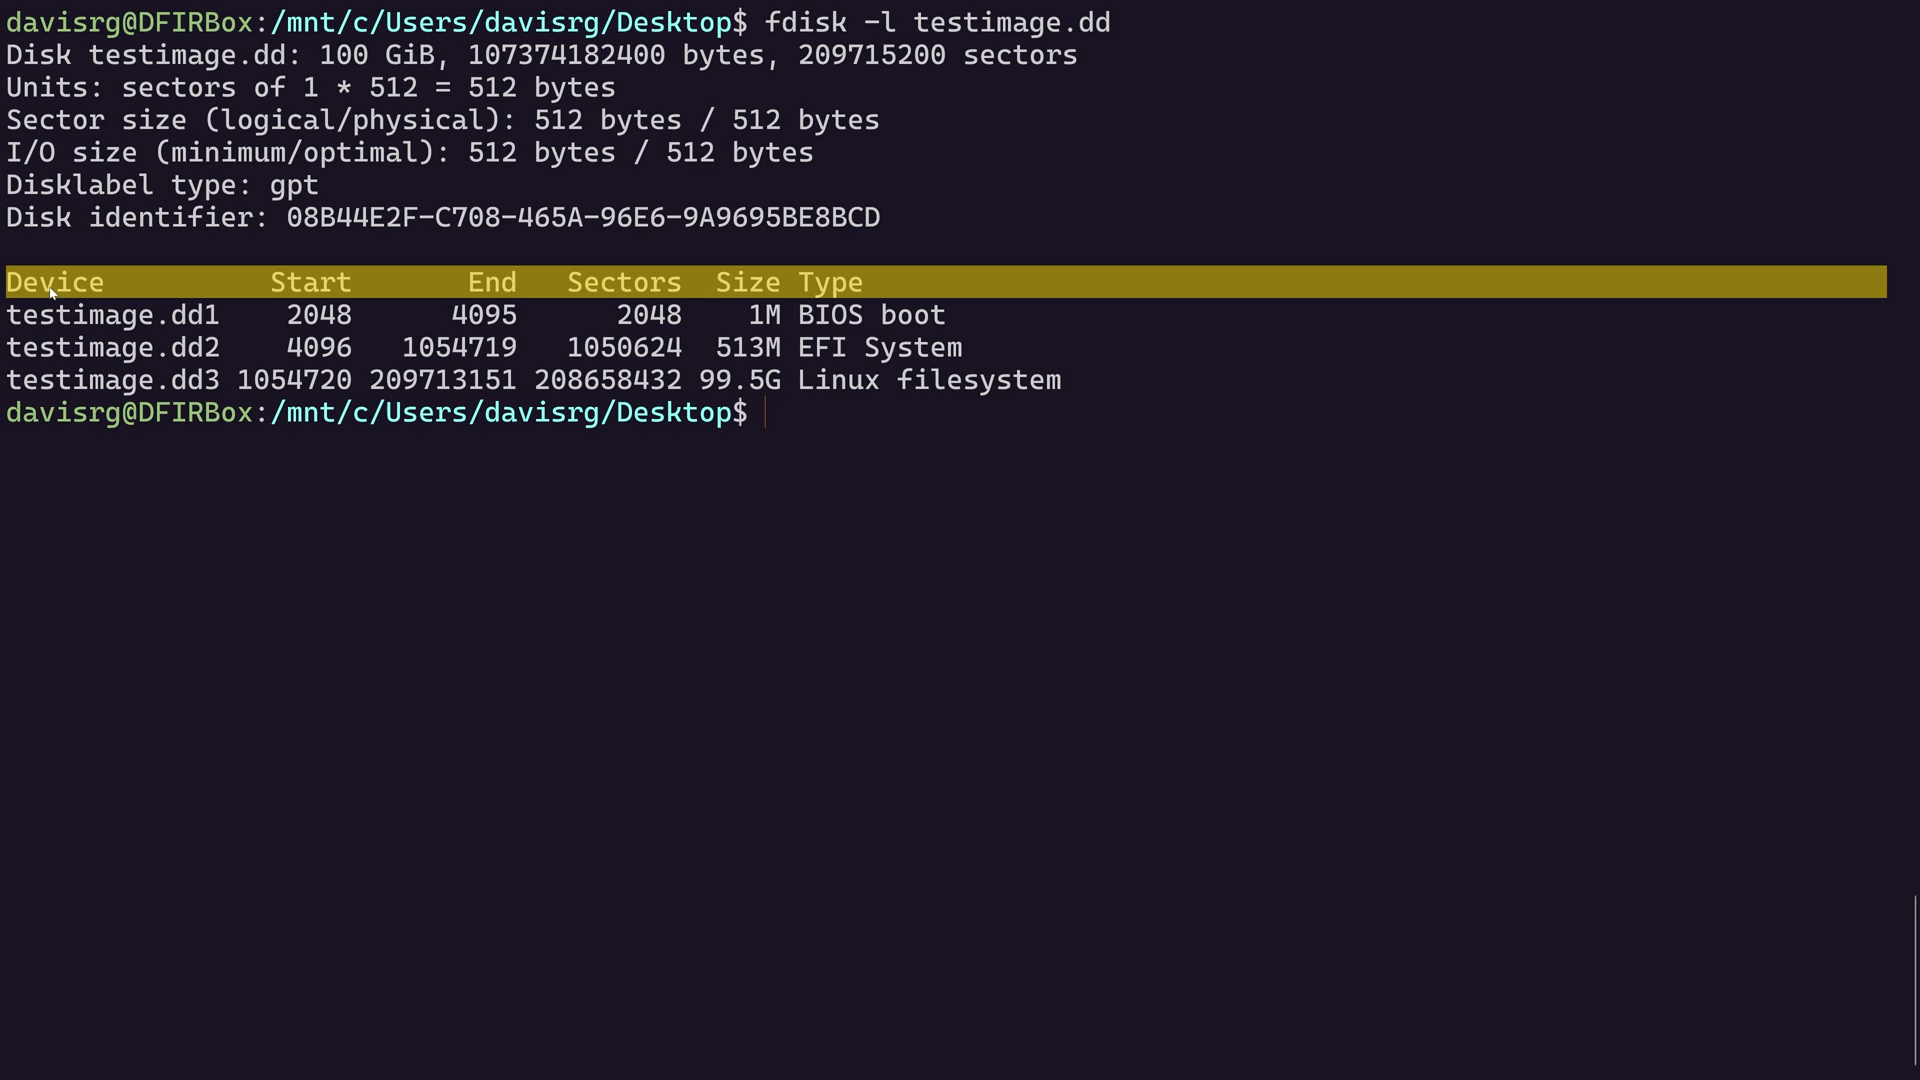 davisrg@DFIRBox:/mnt/c/Users/davisrg/Desktop$ fdisk -l testimage.dd
Disk testimage.dd: 100 GiB, 107374182400 bytes, 209715200 sectors
Units: sectors of 1 * 512 = 512 bytes
Sector size (logical/physical): 512 bytes / 512 bytes
I/O size (minimum/optimal): 512 bytes / 512 bytes
Disklabel type: gpt
Disk identifier: 08B44E2F-C708-465A-96E6-9A9695BE8BCD

Device          Start       End   Sectors  Size Type
testimage.dd1    2048      4095      2048    1M BIOS boot
testimage.dd2    4096   1054719   1050624  513M EFI System
testimage.dd3 1054720 209713151 208658432 99.5G Linux filesystem
davisrg@DFIRBox:/mnt/c/Users/davisrg/Desktop$